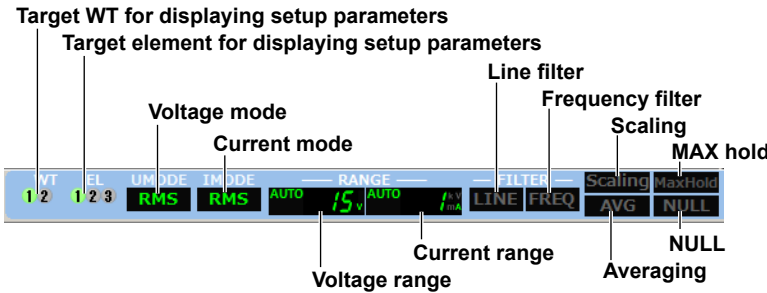 Target WT for displaying setup parameters
Target element for displaying setup parameters
Line filter
Frequency filter
Voltage mode
Scaling
Current mode
MAX hold
WT EL UMODE IMODE RANGE FILTER Scaling MaxHold
1 2 1 2 3 RMS RMS AUTO 15 V AUTO 1 k V mA LINE FREQ AVG NULL
NULL
Current range
Averaging
Voltage range